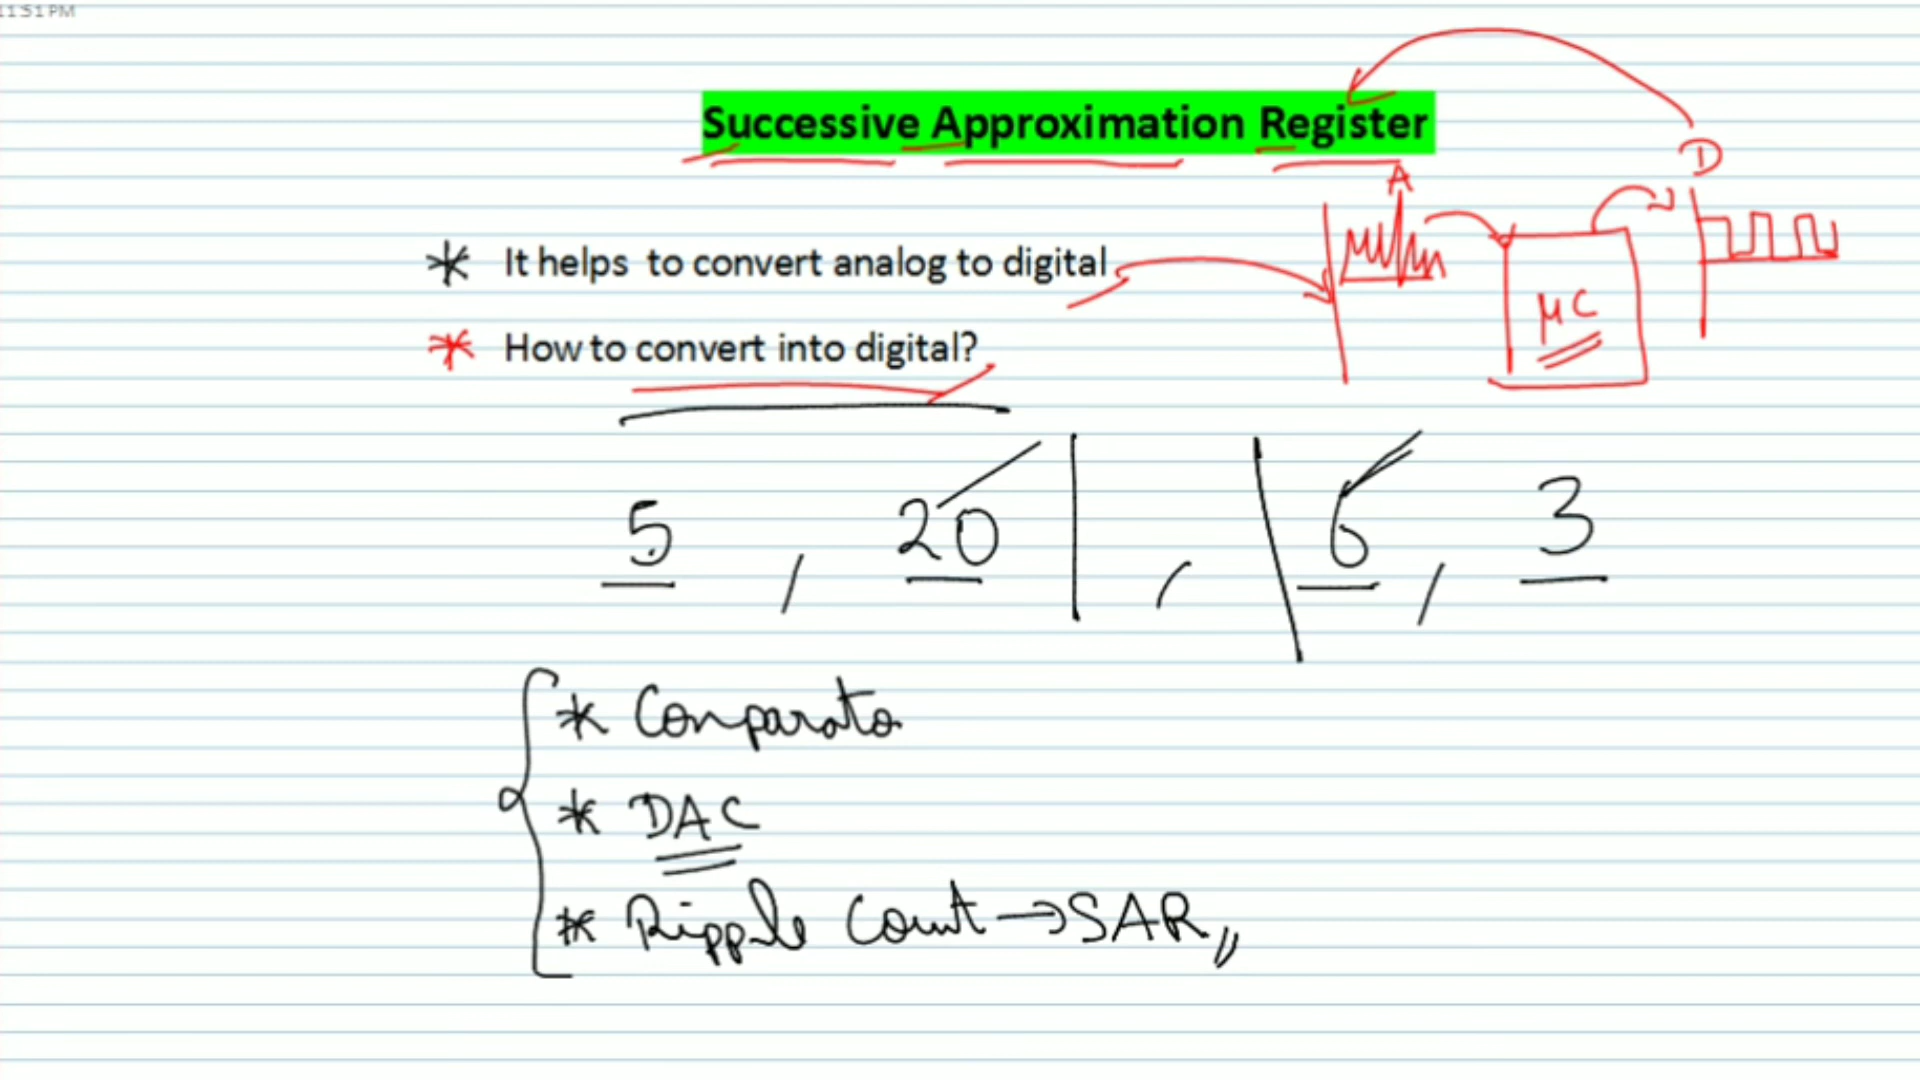 11:51 PM
Successive Approximation Register
D
A
* It helps to convert analog to digital
μC
* How to convert into digital?
5 , 20 , 6 , 3
* Comparato
* DAC
* Ripple Count → SAR,,